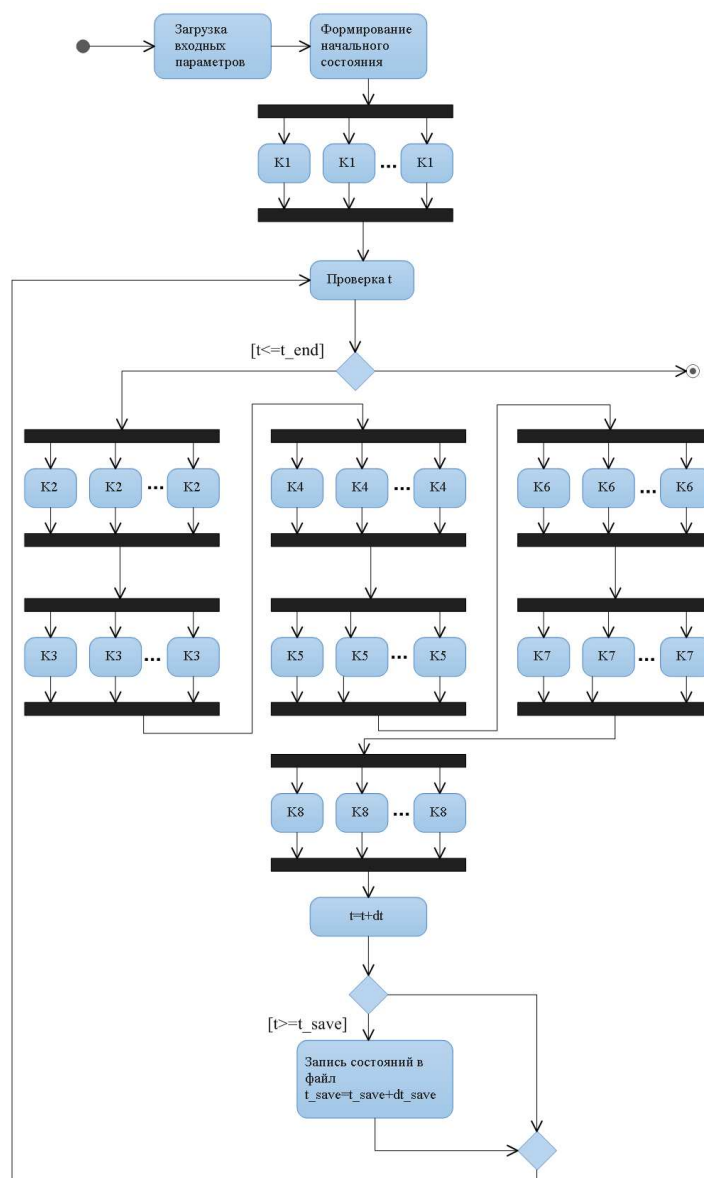 Загрузка
входных
параметров
Формирование
начального
состояния
K1 K1 ... K1
Проверка t
[t<=t_end]
K2 K2 ... K2
K4 K4 ... K4
K6 K6 ... K6
K3 K3 ... K3
K5 K5 ... K5
K7 K7 ... K7
K8 K8 ... K8
t=t+dt
[t>=t_save]
Запись состояний в
файл
t_save=t_save+dt_save